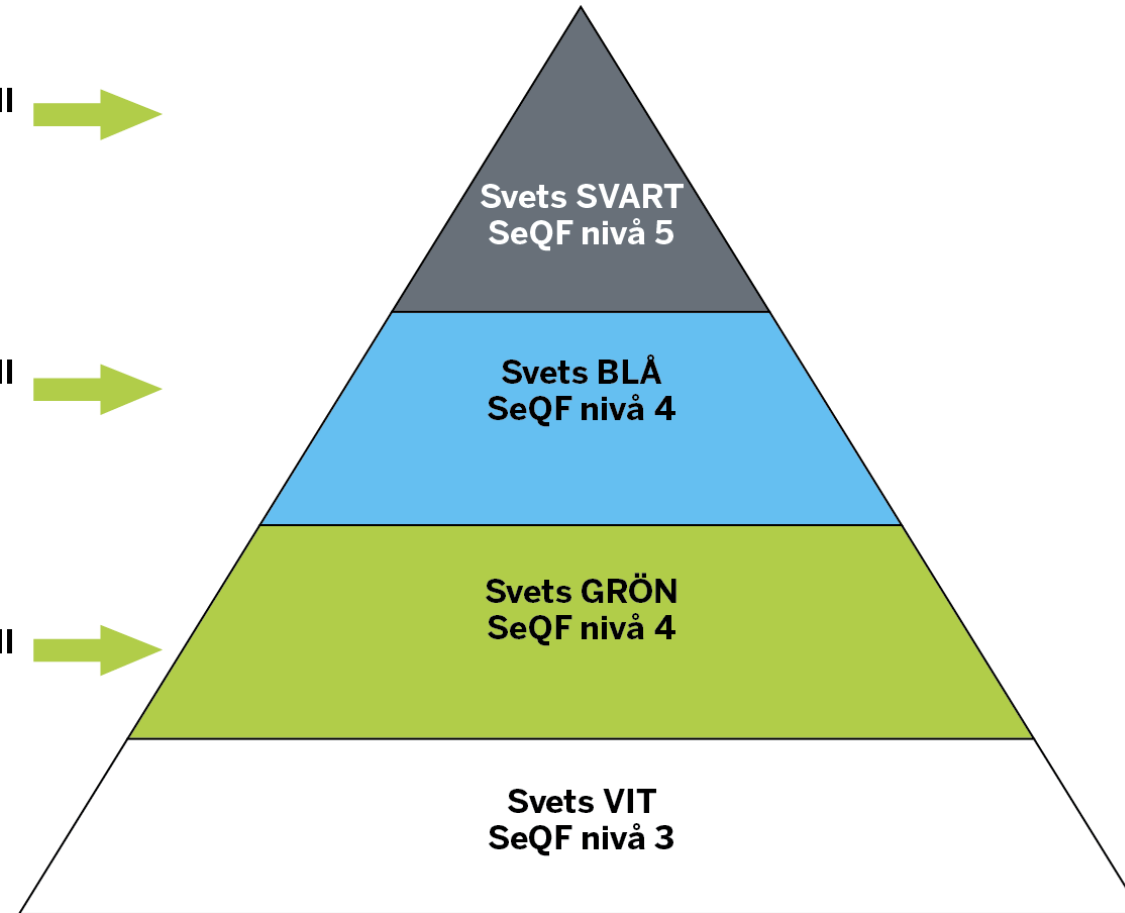 Svets SVART
SeQF nivå 5
Svets BLÅ
SeQF nivå 4
Svets GRÖN
SeQF nivå 4
Svets VIT
SeQF nivå 3